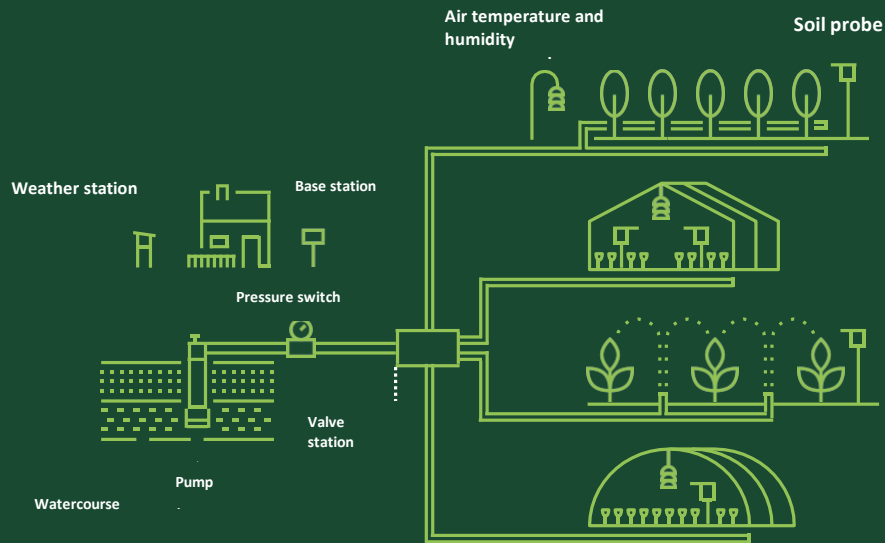 Air temperature and
humidity
Soil probe
Weather station
Base station
Pressure switch
Valve
station
Pump
Watercourse